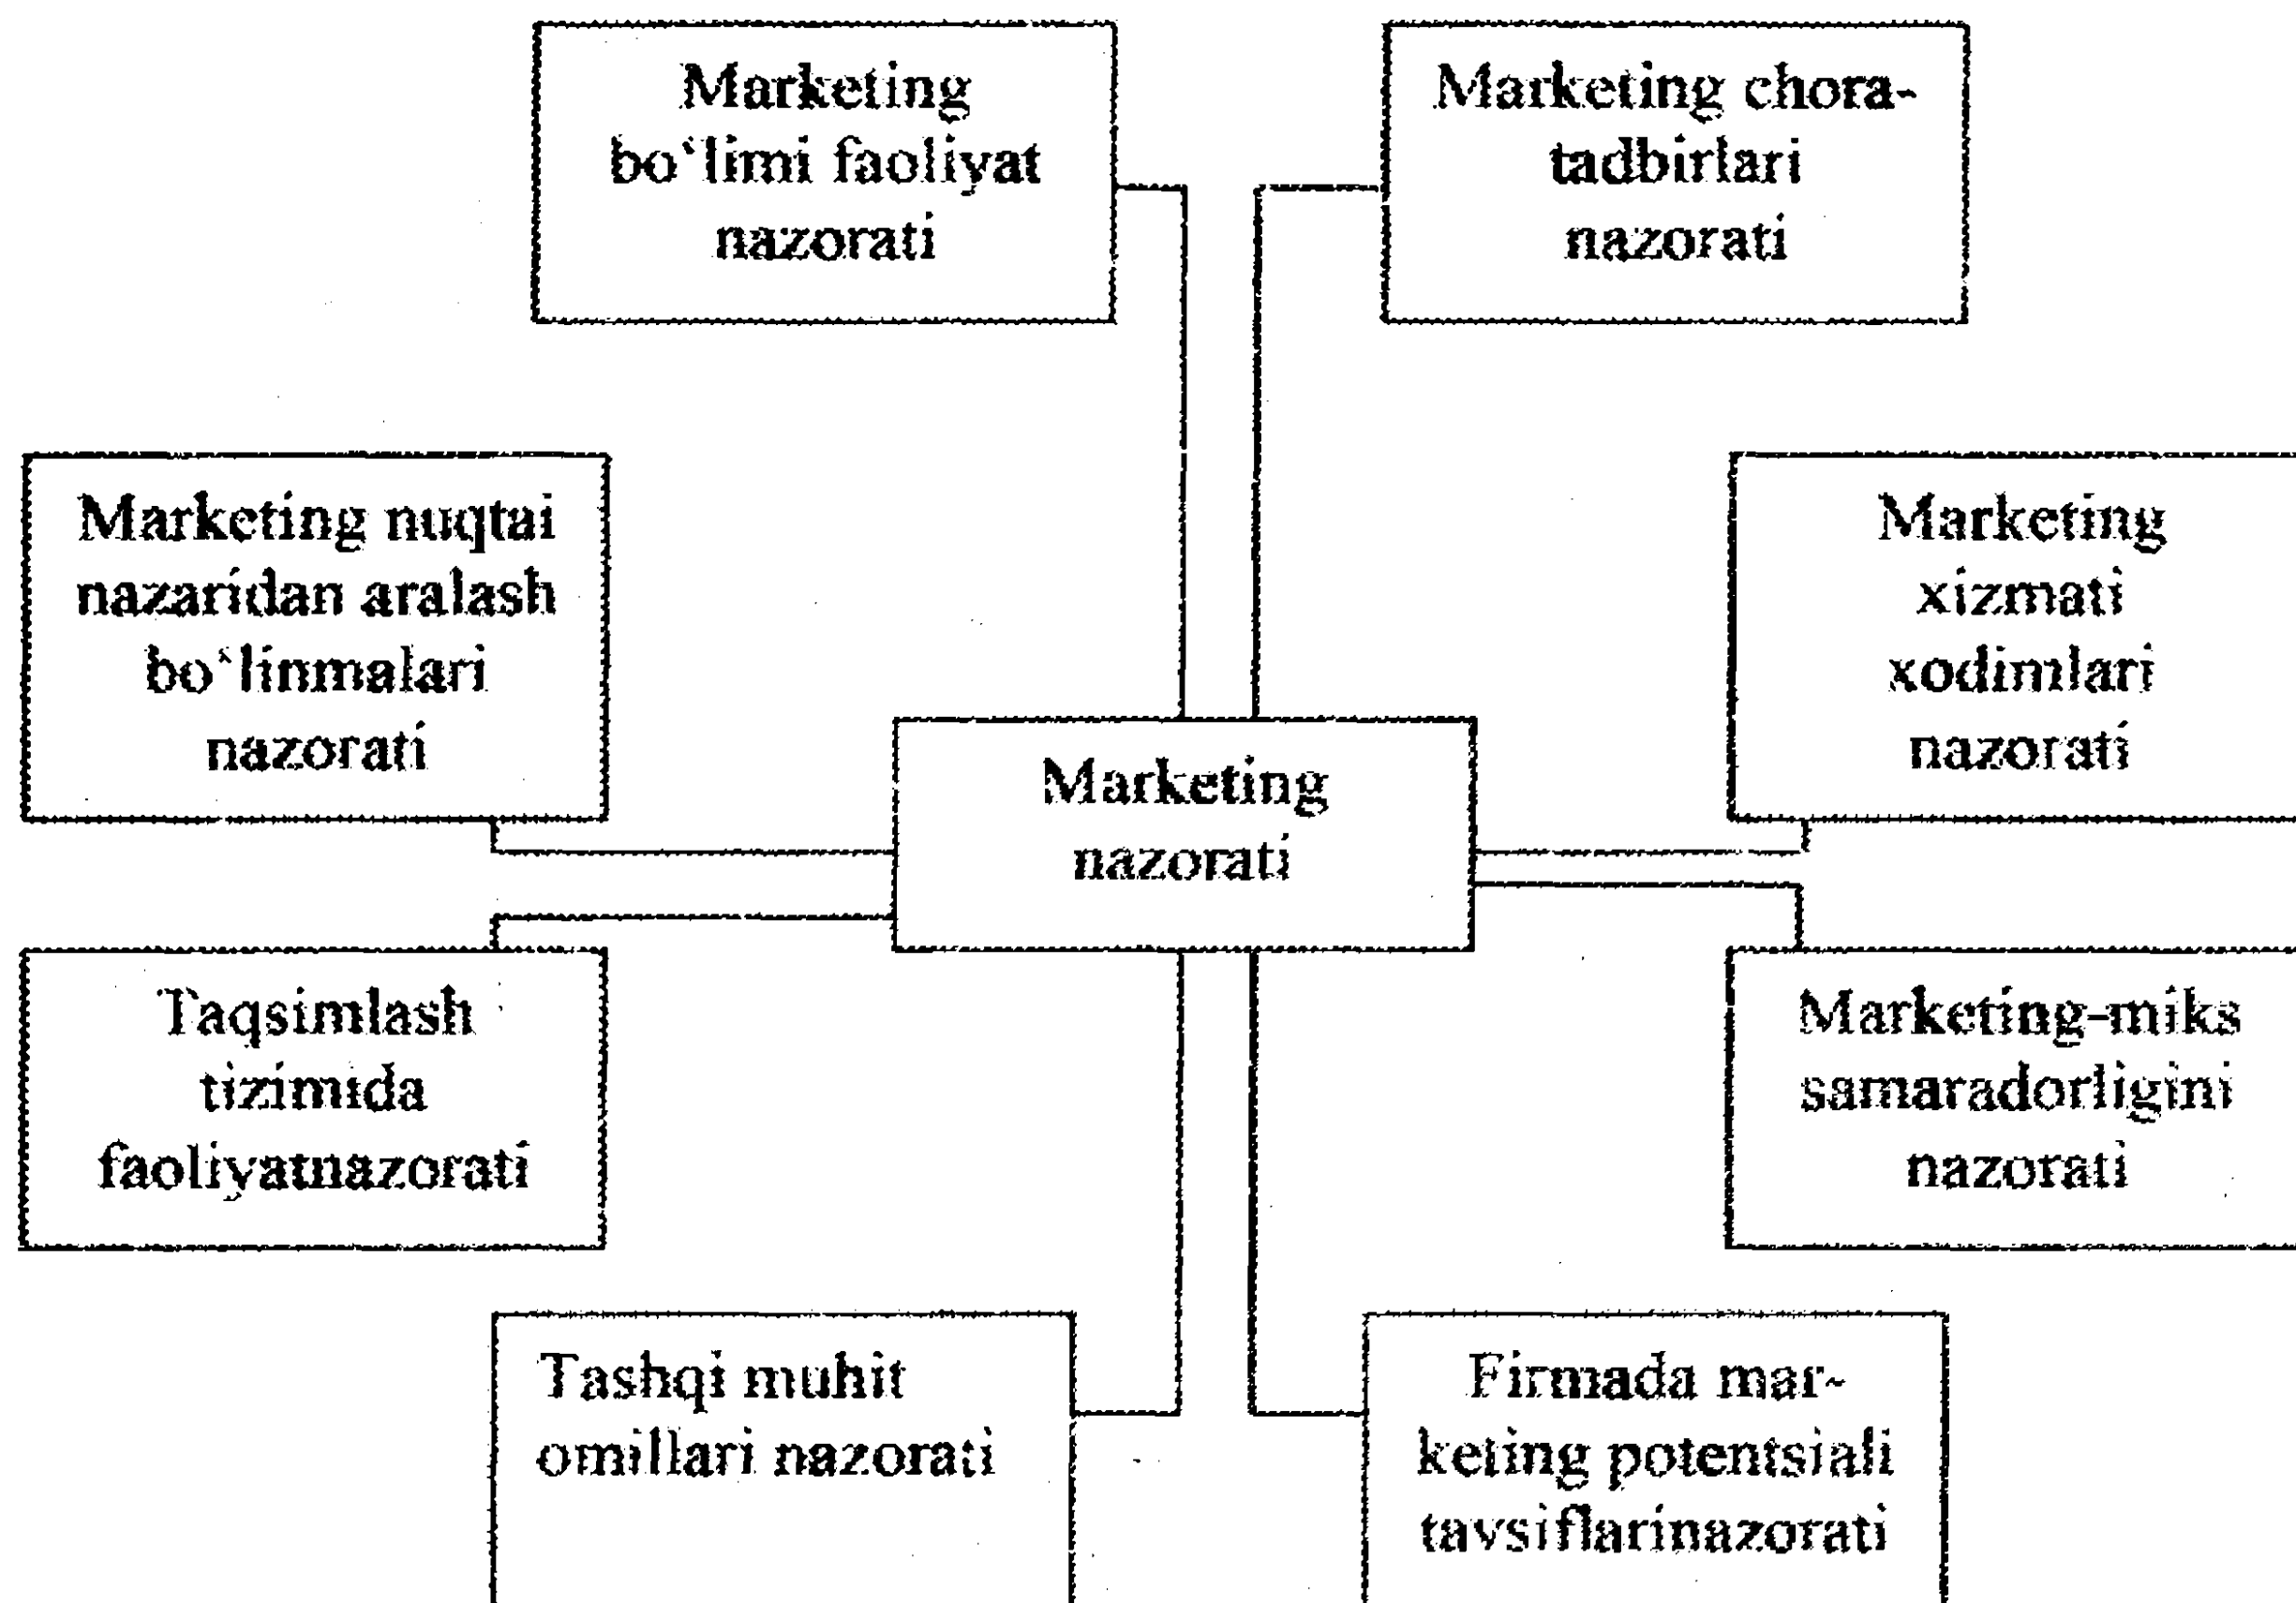 Marketing
bo‘limi faoliyat
nazorati
Marketing chora-
tadbirlari
nazorati
Marketing nuqtai
nazaridan aralash
bo‘linmalari
nazorati
Marketing
xizmati
xodimlari
nazorati
Marketing
nazorati
Taqsimlash
tizimida
faoliyatnazorati
Marketing-miks
samaradorligini
nazorati
Tashqi muhit
omillari nazorati
Firmada mar-
keting potentsiali
tavsiflarinazorati